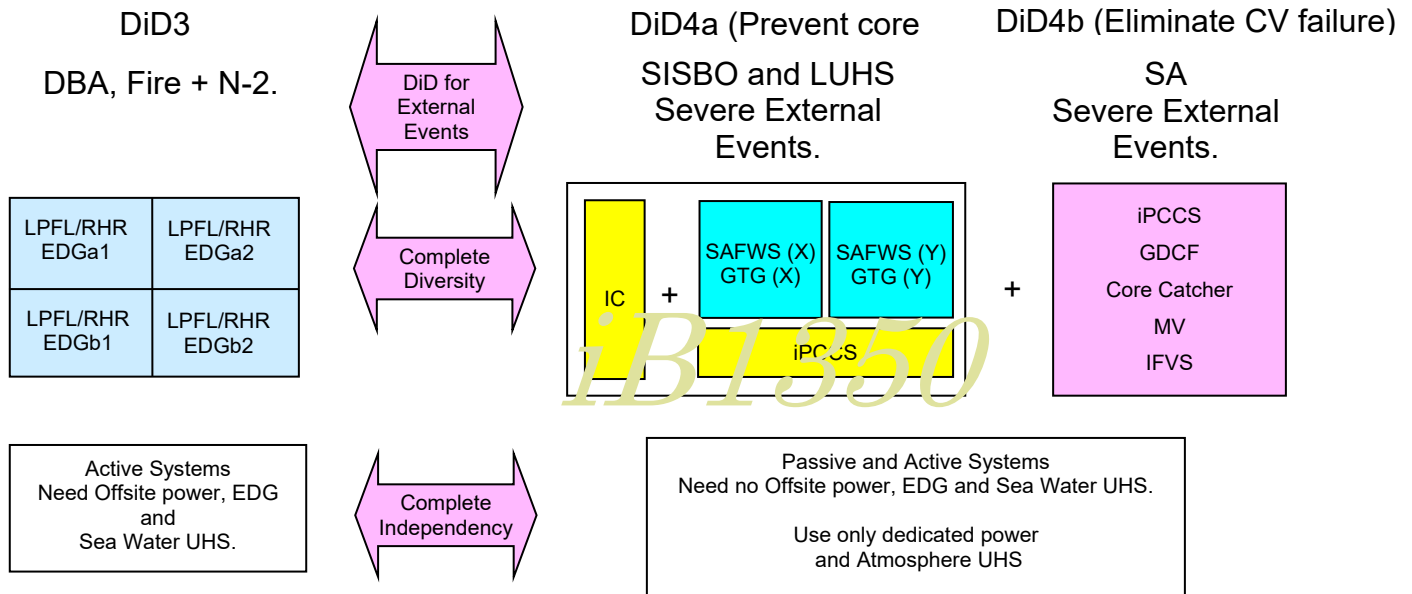 DiD3
DBA, Fire + N-2.
DiD for
External
Events
DiD4a (Prevent core
SISBO and LUHS
Severe External
Events.
DiD4b (Eliminate CV failure)
SA
Severe External
Events.
LPFL/RHR
EDGa1
LPFL/RHR
EDGa2
LPFL/RHR
EDGb1
LPFL/RHR
EDGb2
Complete
Diversity
IC
+
SAFWS (X)
GTG (X)
SAFWS (Y)
GTG (Y)
iPCCS
iB1350
+
iPCCS
GDCF
Core Catcher
MV
IFVS
Active Systems
Need Offsite power, EDG
and
Sea Water UHS.
Complete
Independency
Passive and Active Systems
Need no Offsite power, EDG and Sea Water UHS.
Use only dedicated power
and Atmosphere UHS